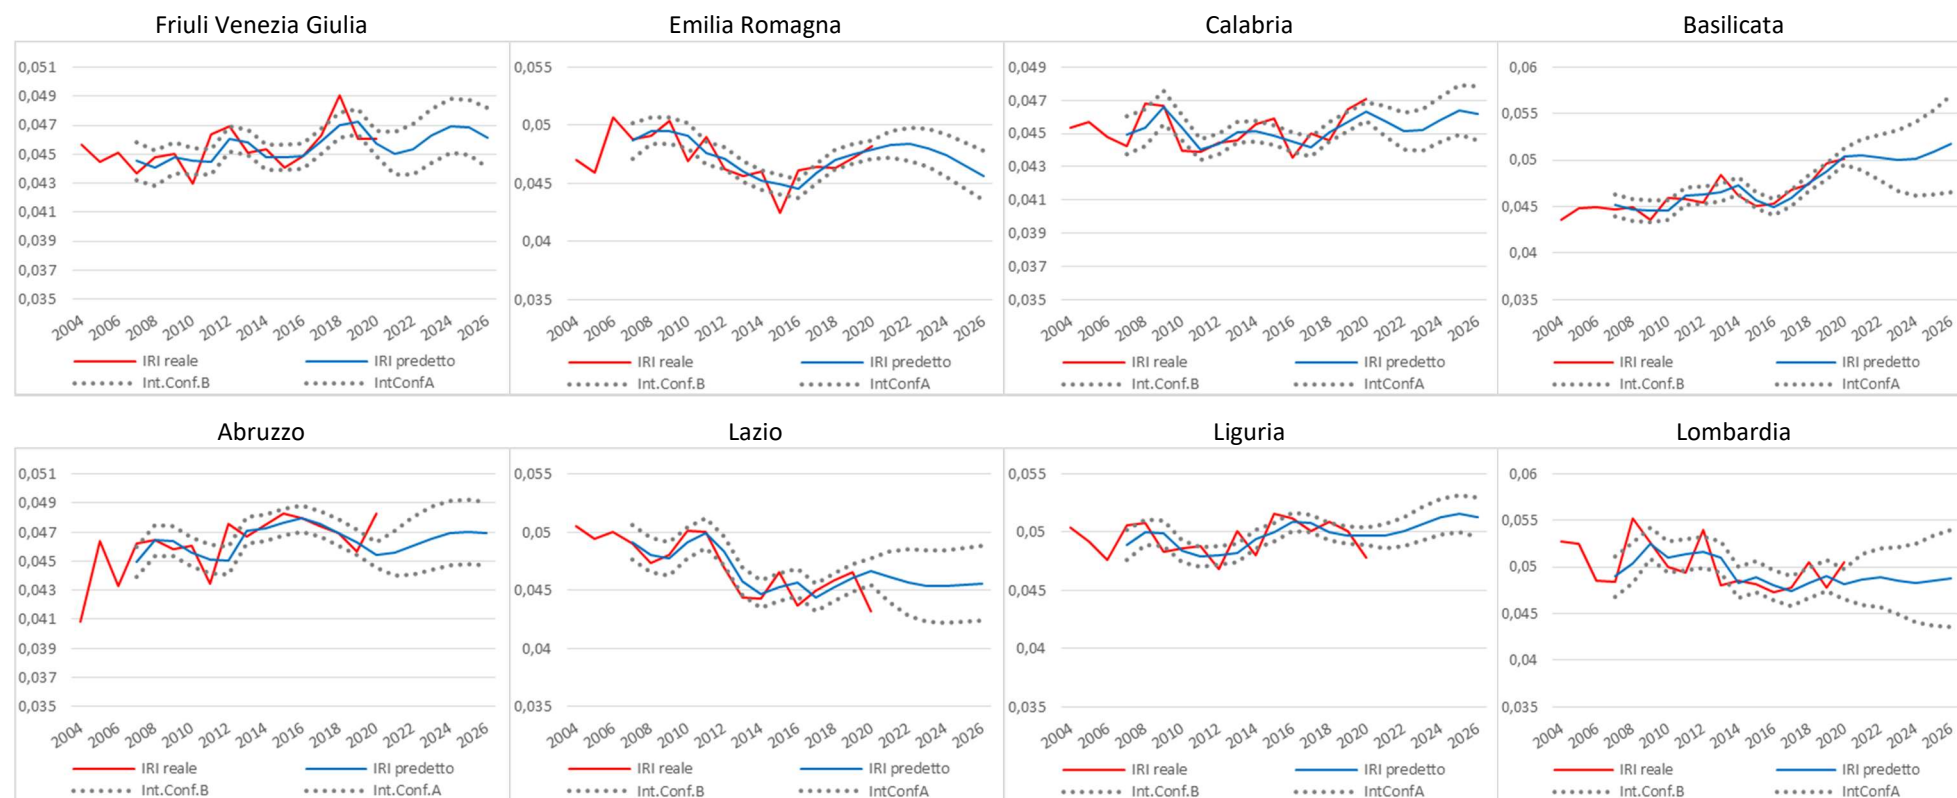 Friuli Venezia Giulia
0,051
0,049
0,047
0,045
0,043
0,041
0,039
0,037
0,035
2004 2006 2008 2010 2012 2014 2016 2018 2020 2022 2024 2026
IRI reale IRI predetto
Int.Conf.B IntConfA
Emilia Romagna
0,055
0,05
0,045
0,04
0,035
2004 2006 2008 2010 2012 2014 2016 2018 2020 2022 2024 2026
IRI reale IRI predetto
Int.Conf.B IntConfA
Calabria
0,049
0,047
0,045
0,043
0,041
0,039
0,037
0,035
2004 2006 2008 2010 2012 2014 2016 2018 2020 2022 2024 2026
IRI reale IRI predetto
Int.Conf.B IntConfA
Basilicata
0,06
0,055
0,05
0,045
0,04
0,035
2004 2006 2008 2010 2012 2014 2016 2018 2020 2022 2024 2026
IRI reale IRI predetto
Int.Conf.B IntConfA
Abruzzo
0,051
0,049
0,047
0,045
0,043
0,041
0,039
0,037
0,035
2004 2006 2008 2010 2012 2014 2016 2018 2020 2022 2024 2026
IRI reale IRI predetto
Int.Conf.B Int.Conf.A
Lazio
0,055
0,05
0,045
0,04
0,035
2004 2006 2008 2010 2012 2014 2016 2018 2020 2022 2024 2026
IRI reale IRI predetto
Int.Conf.B IntConfA
Liguria
0,055
0,05
0,045
0,04
0,035
2004 2006 2008 2010 2012 2014 2016 2018 2020 2022 2024 2026
IRI reale IRI predetto
Int.Conf.B IntConfA
Lombardia
0,06
0,055
0,05
0,045
0,04
0,035
2004 2006 2008 2010 2012 2014 2016 2018 2020 2022 2024 2026
IRI reale IRI predetto
Int.Conf.B IntConfA